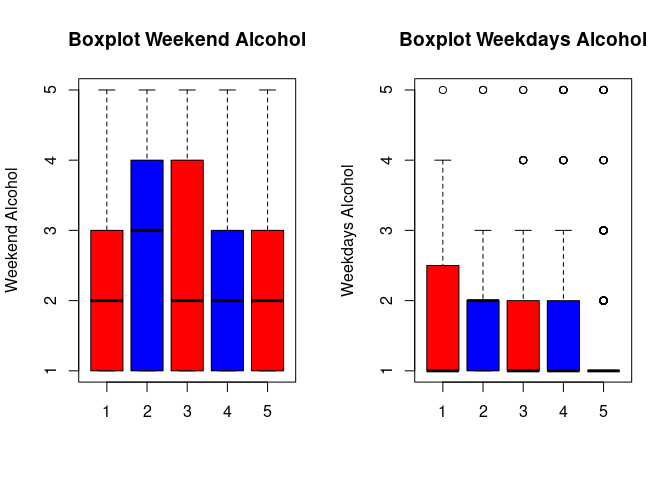 Boxplot Weekend Alcohol
Weekend Alcohol
5
4
3
2
1
1 2 3 4 5
Boxplot Weekdays Alcohol
Weekdays Alcohol
5
4
3
2
1
1 2 3 4 5